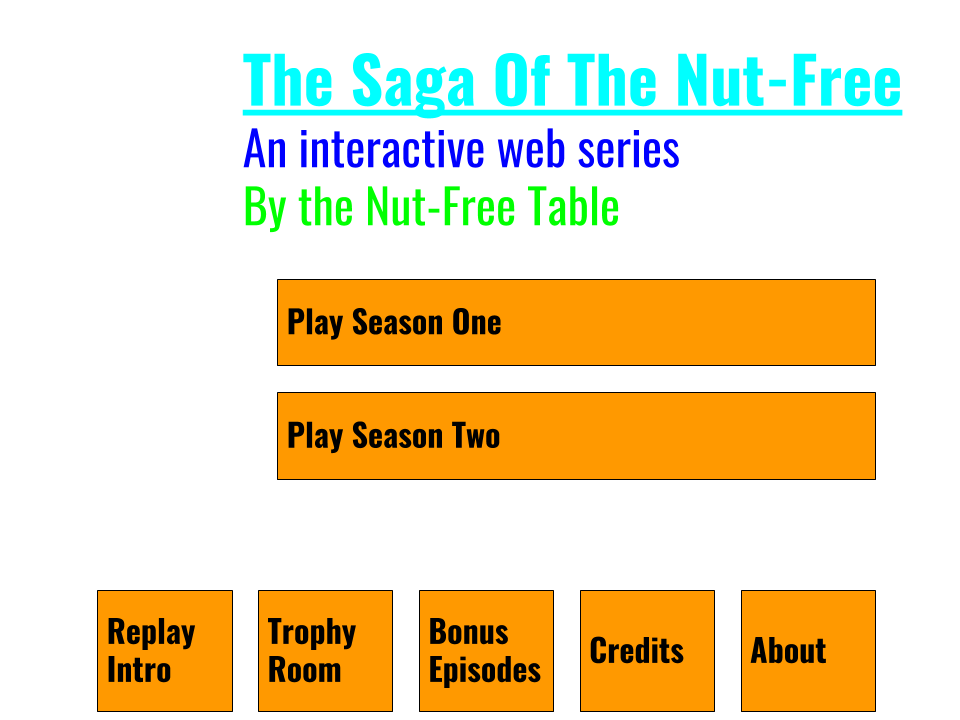 The Saga Of The Nut-Free
An interactive web series
By the Nut-Free Table
Play Season One
Play Season Two
Replay
Intro
Trophy
Room
Bonus
Episodes
Credits
About